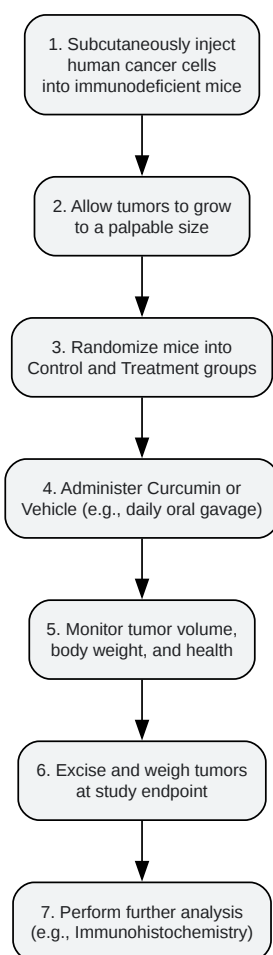 1. Subcutaneously inject
human cancer cells
into immunodeficient mice
2. Allow tumors to grow
to a palpable size
3. Randomize mice into
Control and Treatment groups
4. Administer Curcumin or
Vehicle (e.g., daily oral gavage)
5. Monitor tumor volume,
body weight, and health
6. Excise and weigh tumors
at study endpoint
7. Perform further analysis
(e.g., Immunohistochemistry)